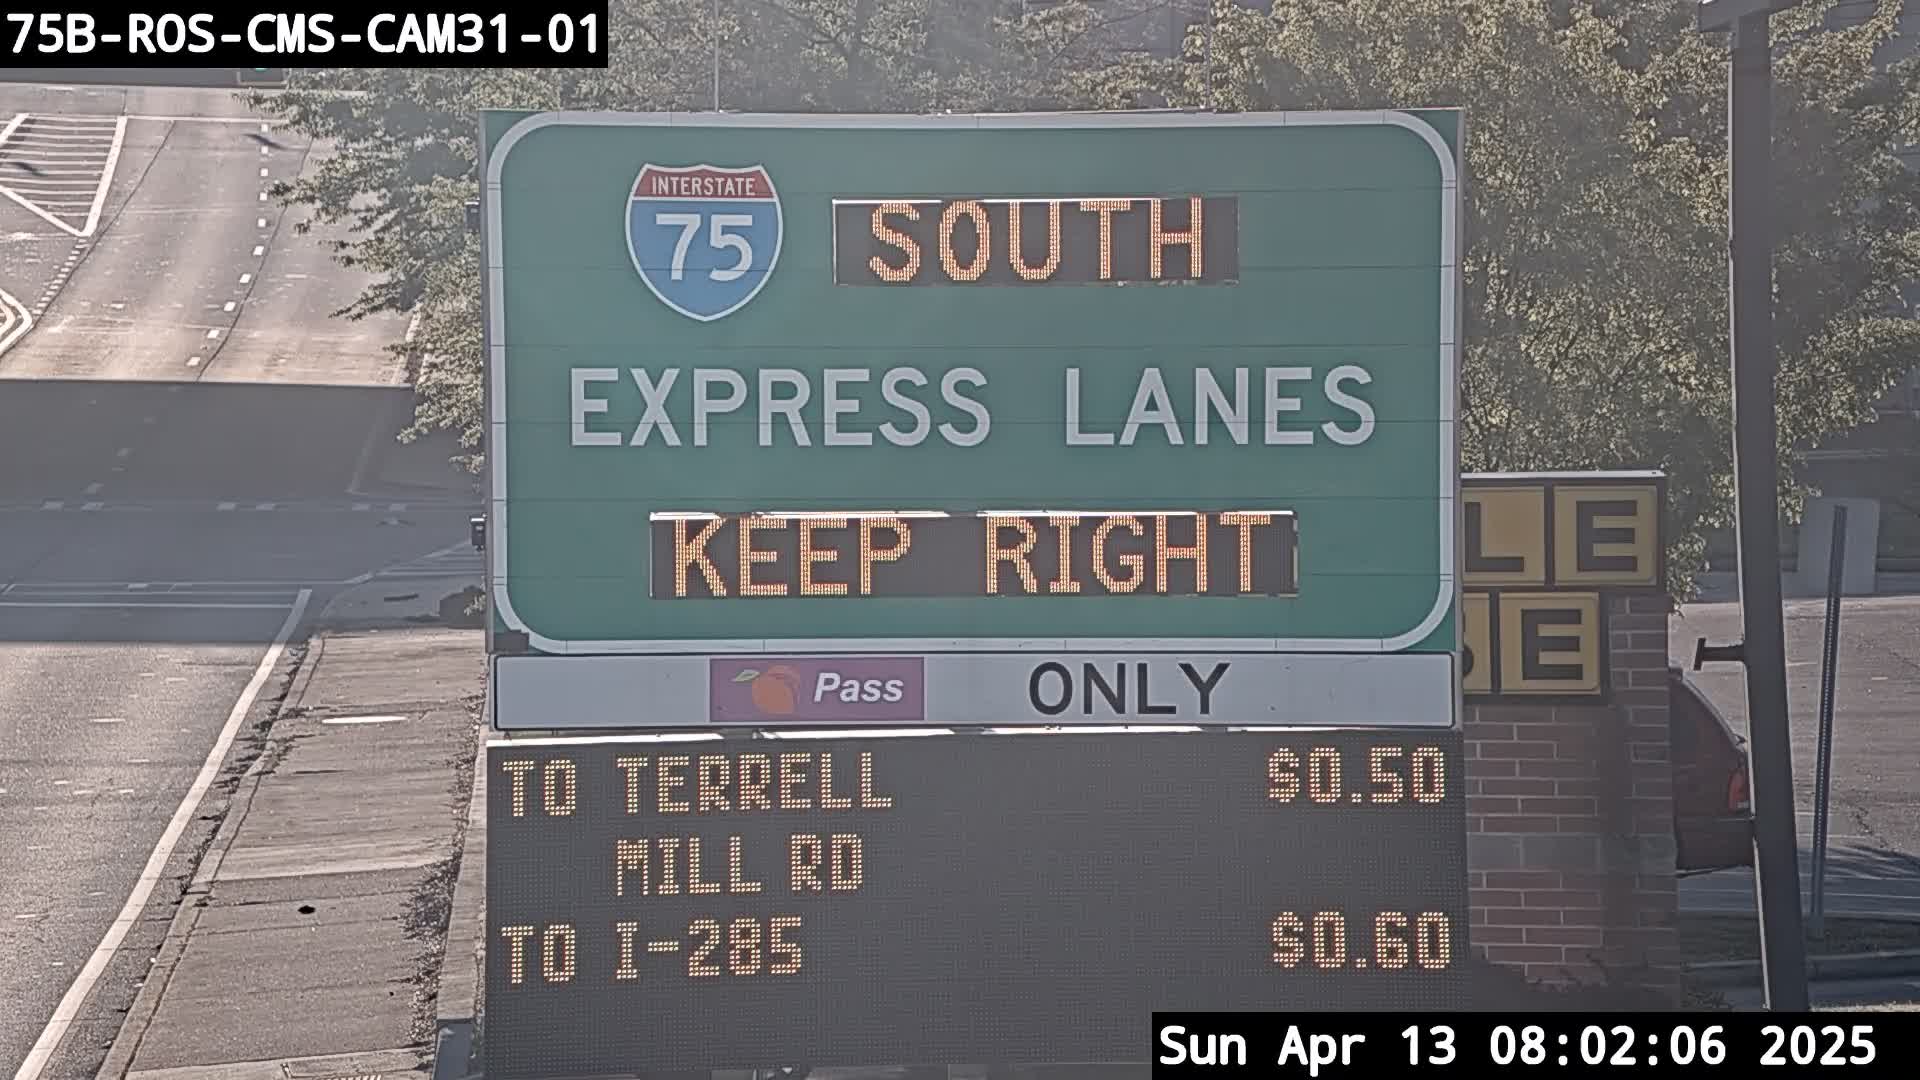 75B-ROS-CMS-CAM31-01
INTERSTATE
75
SOUTH
EXPRESS LANES
KEEP RIGHT
Pass ONLY
TO TERRELL $0.50
MILL RD
TO I-285 $0.60
LE
E
Sun Apr 13 08:02:06 2025